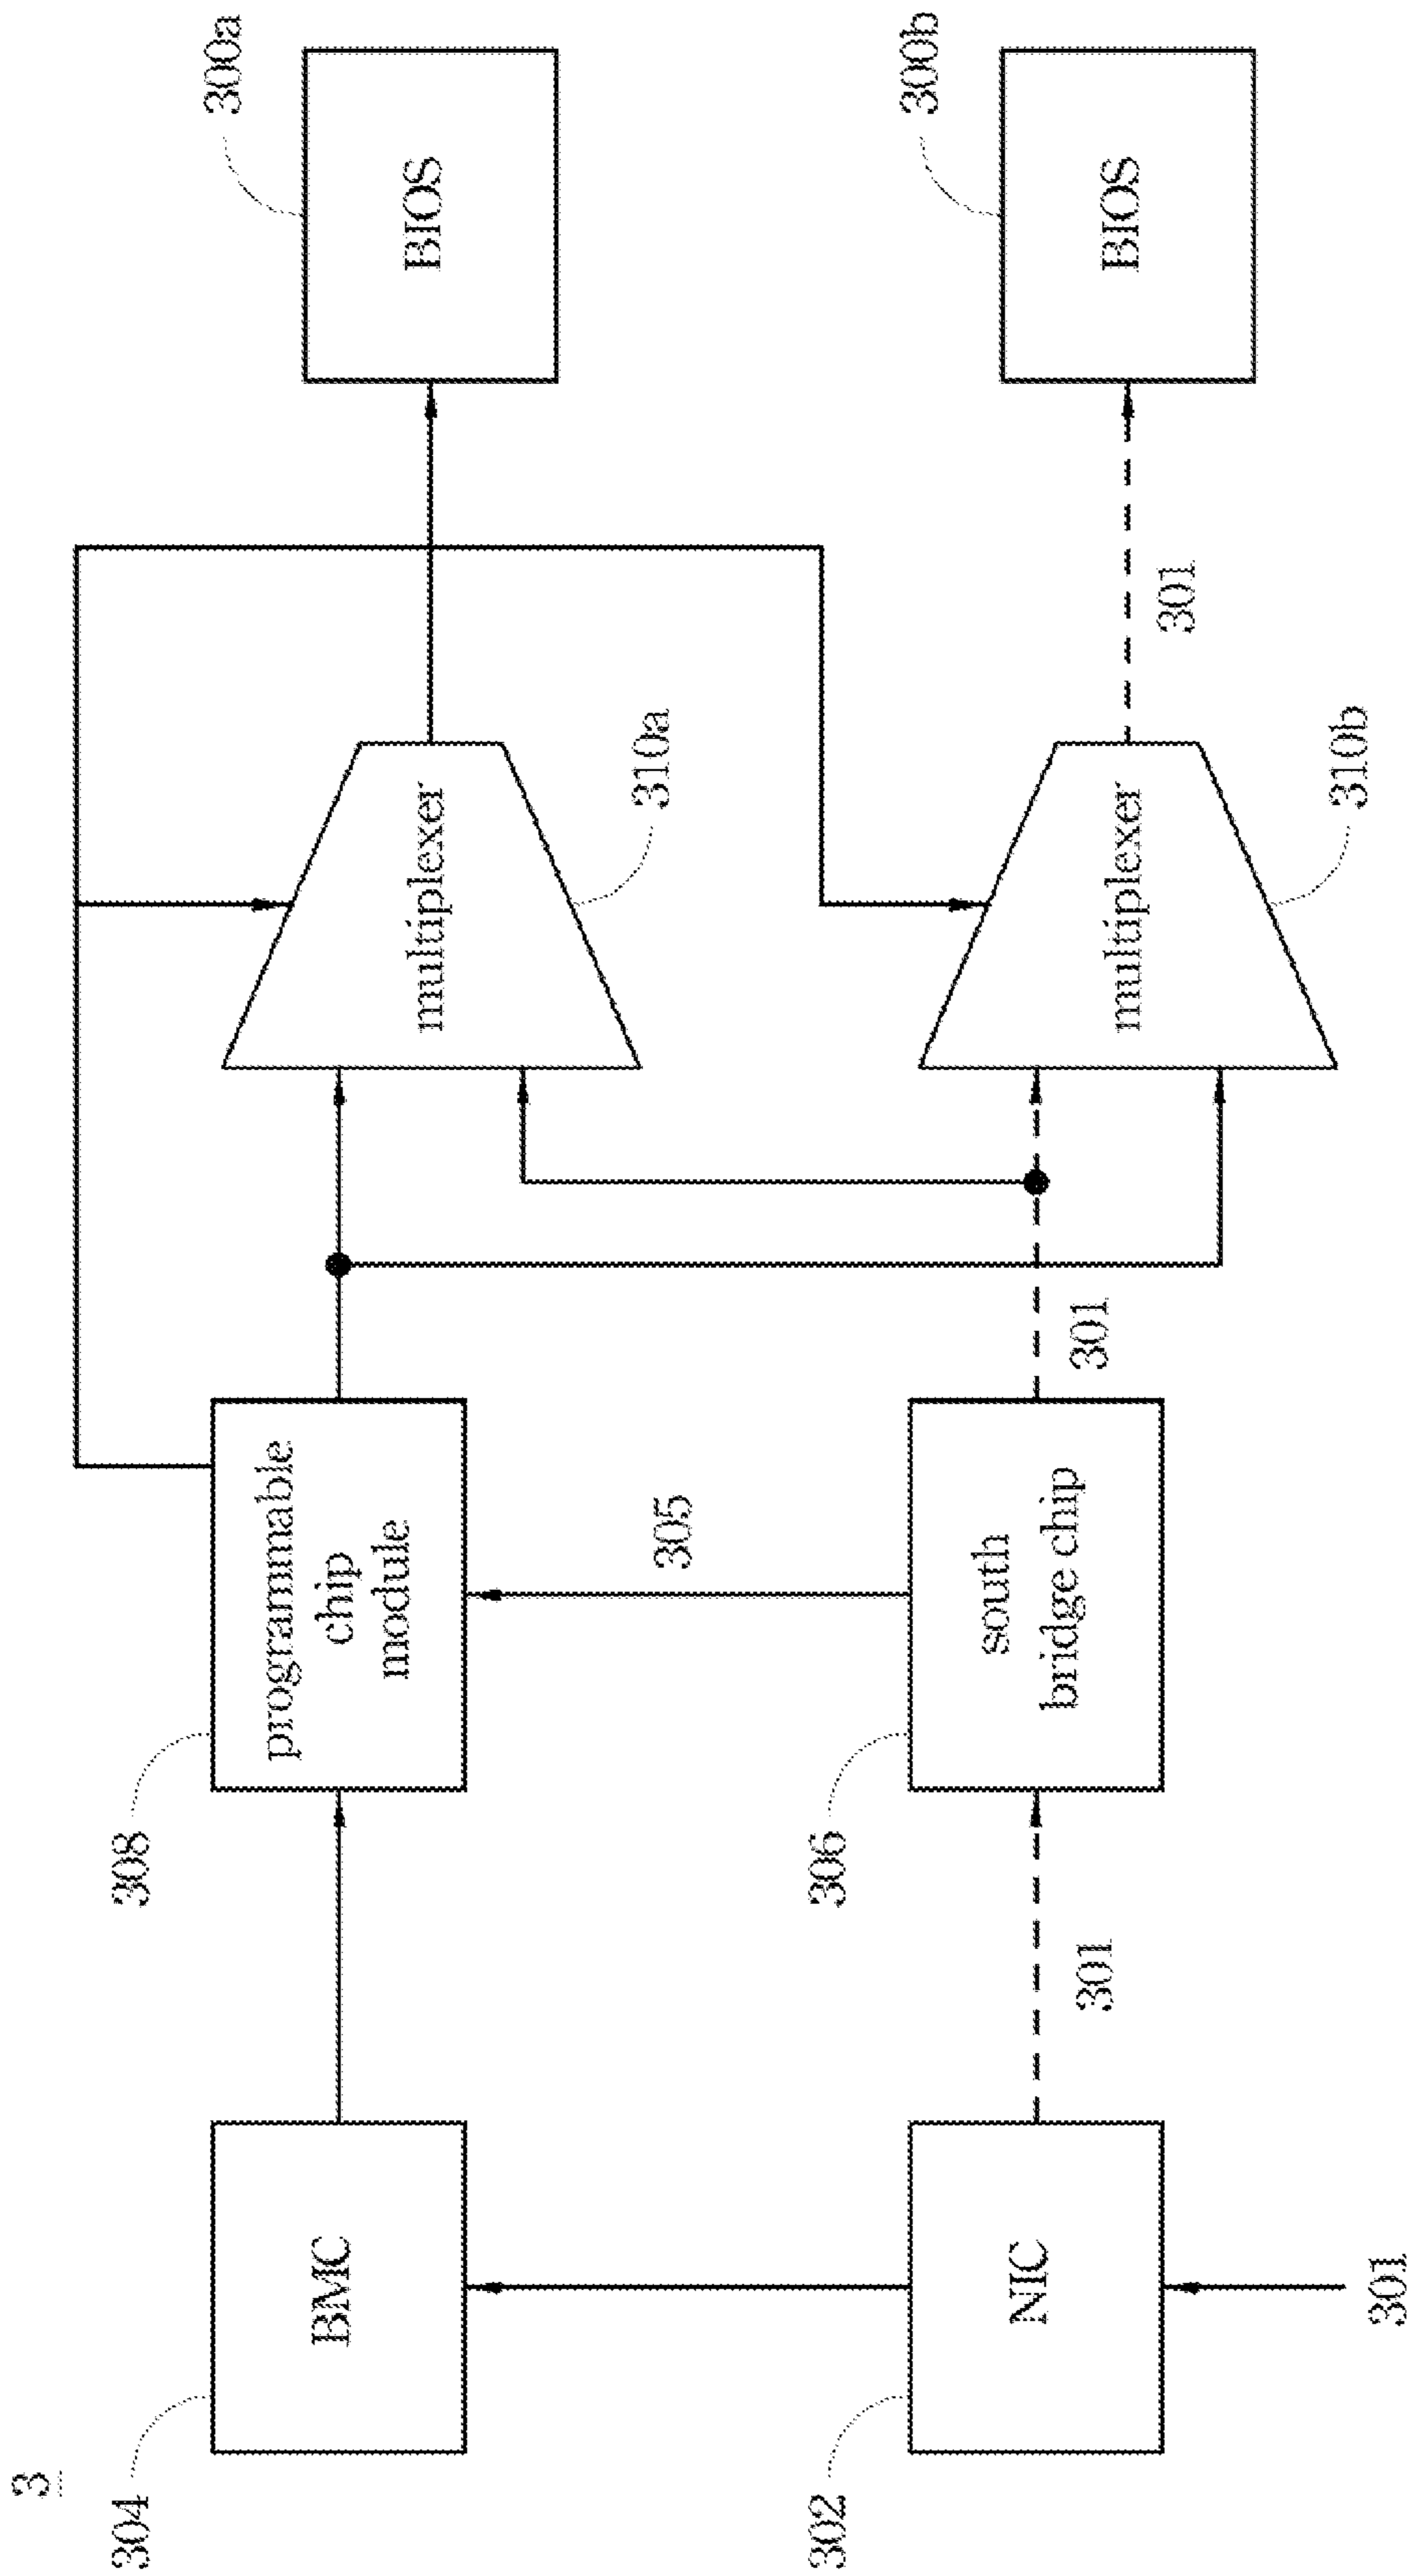 3
304
BMC
308
programmable
chip
module
310a
multiplexer
300a
BIOS
305
302
NIC
301
301
306
south
bridge chip
301
310b
multiplexer
301
300b
BIOS